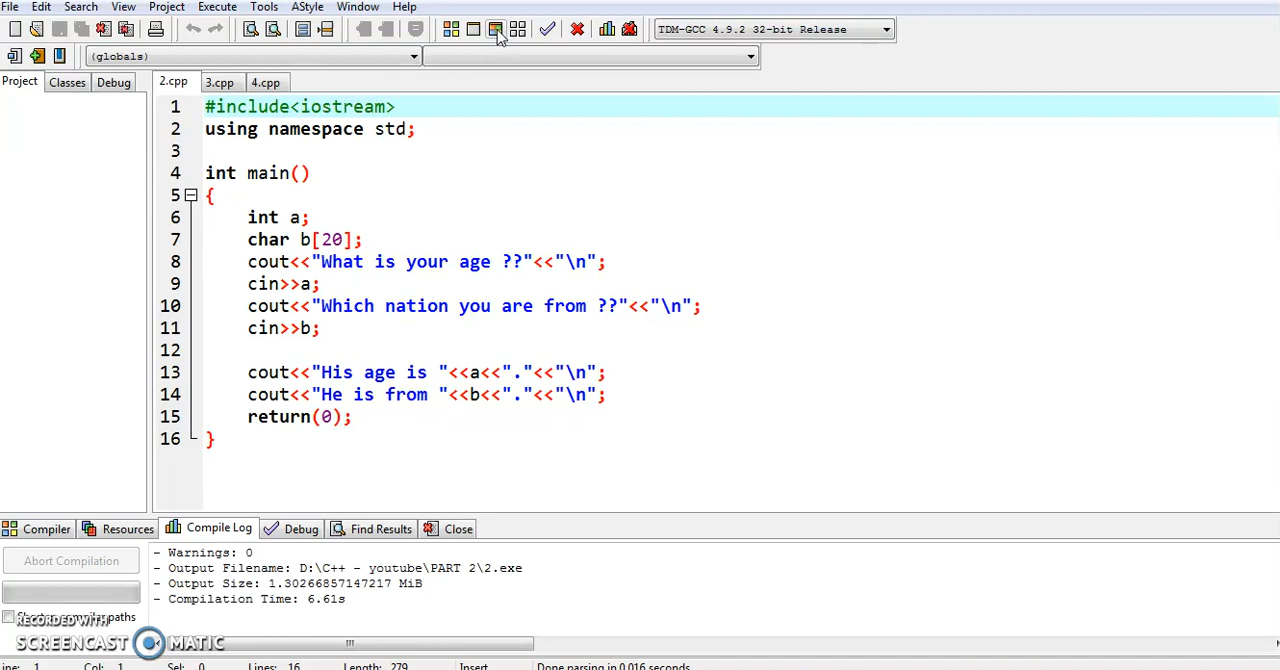 File Edit Search View Project Execute Tools AStyle Window Help
TDM-GCC 4.9.2 32-bit Release
(globals)
Project Classes Debug 2.cpp 3.cpp 4.cpp
1 #include<iostream>
2 using namespace std;
3
4 int main()
5 {
6 int a;
7 char b[20];
8 cout<<"What is your age ??"<<"\n";
9 cin>>a;
10 cout<<"Which nation you are from ??"<<"\n";
11 cin>>b;
12
13 cout<<"His age is "<<a<<"."<<"\n";
14 cout<<"He is from "<<b<<"."<<"\n";
15 return(0);
16 }
Compiler Resources Compile Log Debug Find Results Close
Abort Compilation
- Warnings: 0
- Output Filename: D:\C++ - youtube\PART 2\2.exe
- Output Size: 1.30266857147217 MiB
- Compilation Time: 6.61s
compiler paths
RECORDED WITH
SCREENCAST MATIC
Line: 1 Col: 1 Sel: 0 Lines: 16 Length: 279 Insert Done parsing in 0.016 seconds